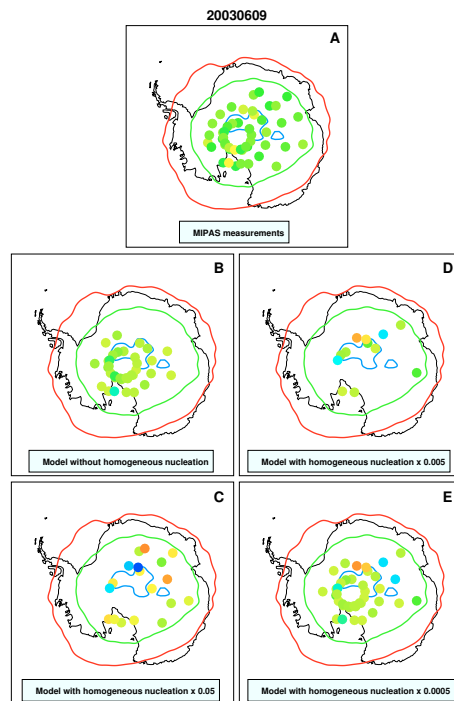 20030609
A
MIPAS measurements
B
Model without homogeneous nucleation
D
Model with homogeneous nucleation x 0.005
C
Model with homogeneous nucleation x 0.05
E
Model with homogeneous nucleation x 0.0005